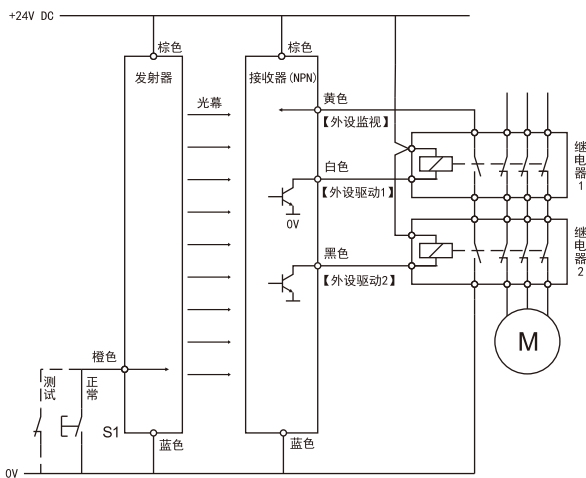 +24V DC
棕色
棕色
发射器
接收器(NPN)
光幕
黄色
【外设监视】
继电器1
白色
【外设驱动1】
0V
继电器2
黑色
【外设驱动2】
M
橙色
测试
正常
S1
蓝色
蓝色
0V